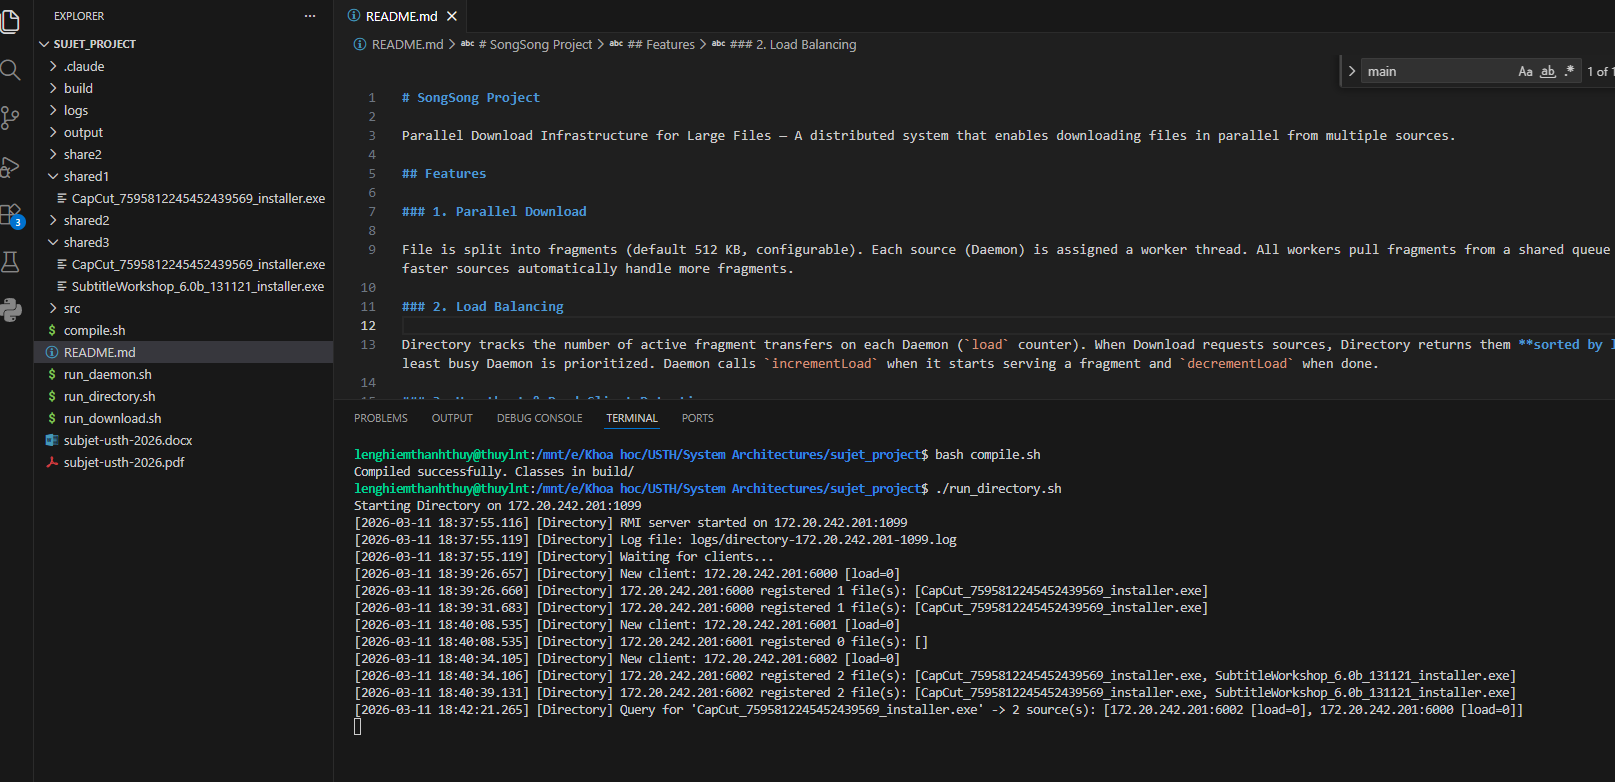 EXPLORER
SUJET_PROJECT
.claude
build
logs
output
share2
shared1
CapCut_7595812245452439569_installer.exe
shared2
shared3
CapCut_7595812245452439569_installer.exe
SubtitleWorkshop_6.0b_131121_installer.exe
src
$ compile.sh
README.md
$ run_daemon.sh
$ run_directory.sh
$ run_download.sh
subjet-usth-2026.docx
subjet-usth-2026.pdf
3
README.md
README.md > abc # SongSong Project > abc ## Features > abc ### 2. Load Balancing
main Aa ab .* 1 of 1
1 # SongSong Project
2
3 Parallel Download Infrastructure for Large Files — A distributed system that enables downloading files in parallel from multiple sources.
4
5 ## Features
6
7 ### 1. Parallel Download
8
9 File is split into fragments (default 512 KB, configurable). Each source (Daemon) is assigned a worker thread. All workers pull fragments from a shared queue
faster sources automatically handle more fragments.
10
11 ### 2. Load Balancing
12
13 Directory tracks the number of active fragment transfers on each Daemon (`load` counter). When Download requests sources, Directory returns them **sorted by
least busy Daemon is prioritized. Daemon calls `incrementLoad` when it starts serving a fragment and `decrementLoad` when done.
14
PROBLEMS OUTPUT DEBUG CONSOLE TERMINAL PORTS
lenghiemthanhthuy@thuylnt:/mnt/e/Khoa hoc/USTH/System Architectures/sujet_project$ bash compile.sh
Compiled successfully. Classes in build/
lenghiemthanhthuy@thuylnt:/mnt/e/Khoa hoc/USTH/System Architectures/sujet_project$ ./run_directory.sh
Starting Directory on 172.20.242.201:1099
[2026-03-11 18:37:55.116] [Directory] RMI server started on 172.20.242.201:1099
[2026-03-11 18:37:55.119] [Directory] Log file: logs/directory-172.20.242.201-1099.log
[2026-03-11 18:37:55.119] [Directory] Waiting for clients...
[2026-03-11 18:39:26.657] [Directory] New client: 172.20.242.201:6000 [load=0]
[2026-03-11 18:39:26.660] [Directory] 172.20.242.201:6000 registered 1 file(s): [CapCut_7595812245452439569_installer.exe]
[2026-03-11 18:39:31.683] [Directory] 172.20.242.201:6000 registered 1 file(s): [CapCut_7595812245452439569_installer.exe]
[2026-03-11 18:40:08.535] [Directory] New client: 172.20.242.201:6001 [load=0]
[2026-03-11 18:40:08.535] [Directory] 172.20.242.201:6001 registered 0 file(s): []
[2026-03-11 18:40:34.105] [Directory] New client: 172.20.242.201:6002 [load=0]
[2026-03-11 18:40:34.106] [Directory] 172.20.242.201:6002 registered 2 file(s): [CapCut_7595812245452439569_installer.exe, SubtitleWorkshop_6.0b_131121_installer.exe]
[2026-03-11 18:40:39.131] [Directory] 172.20.242.201:6002 registered 2 file(s): [CapCut_7595812245452439569_installer.exe, SubtitleWorkshop_6.0b_131121_installer.exe]
[2026-03-11 18:42:21.265] [Directory] Query for 'CapCut_7595812245452439569_installer.exe' -> 2 source(s): [172.20.242.201:6002 [load=0], 172.20.242.201:6000 [load=0]]